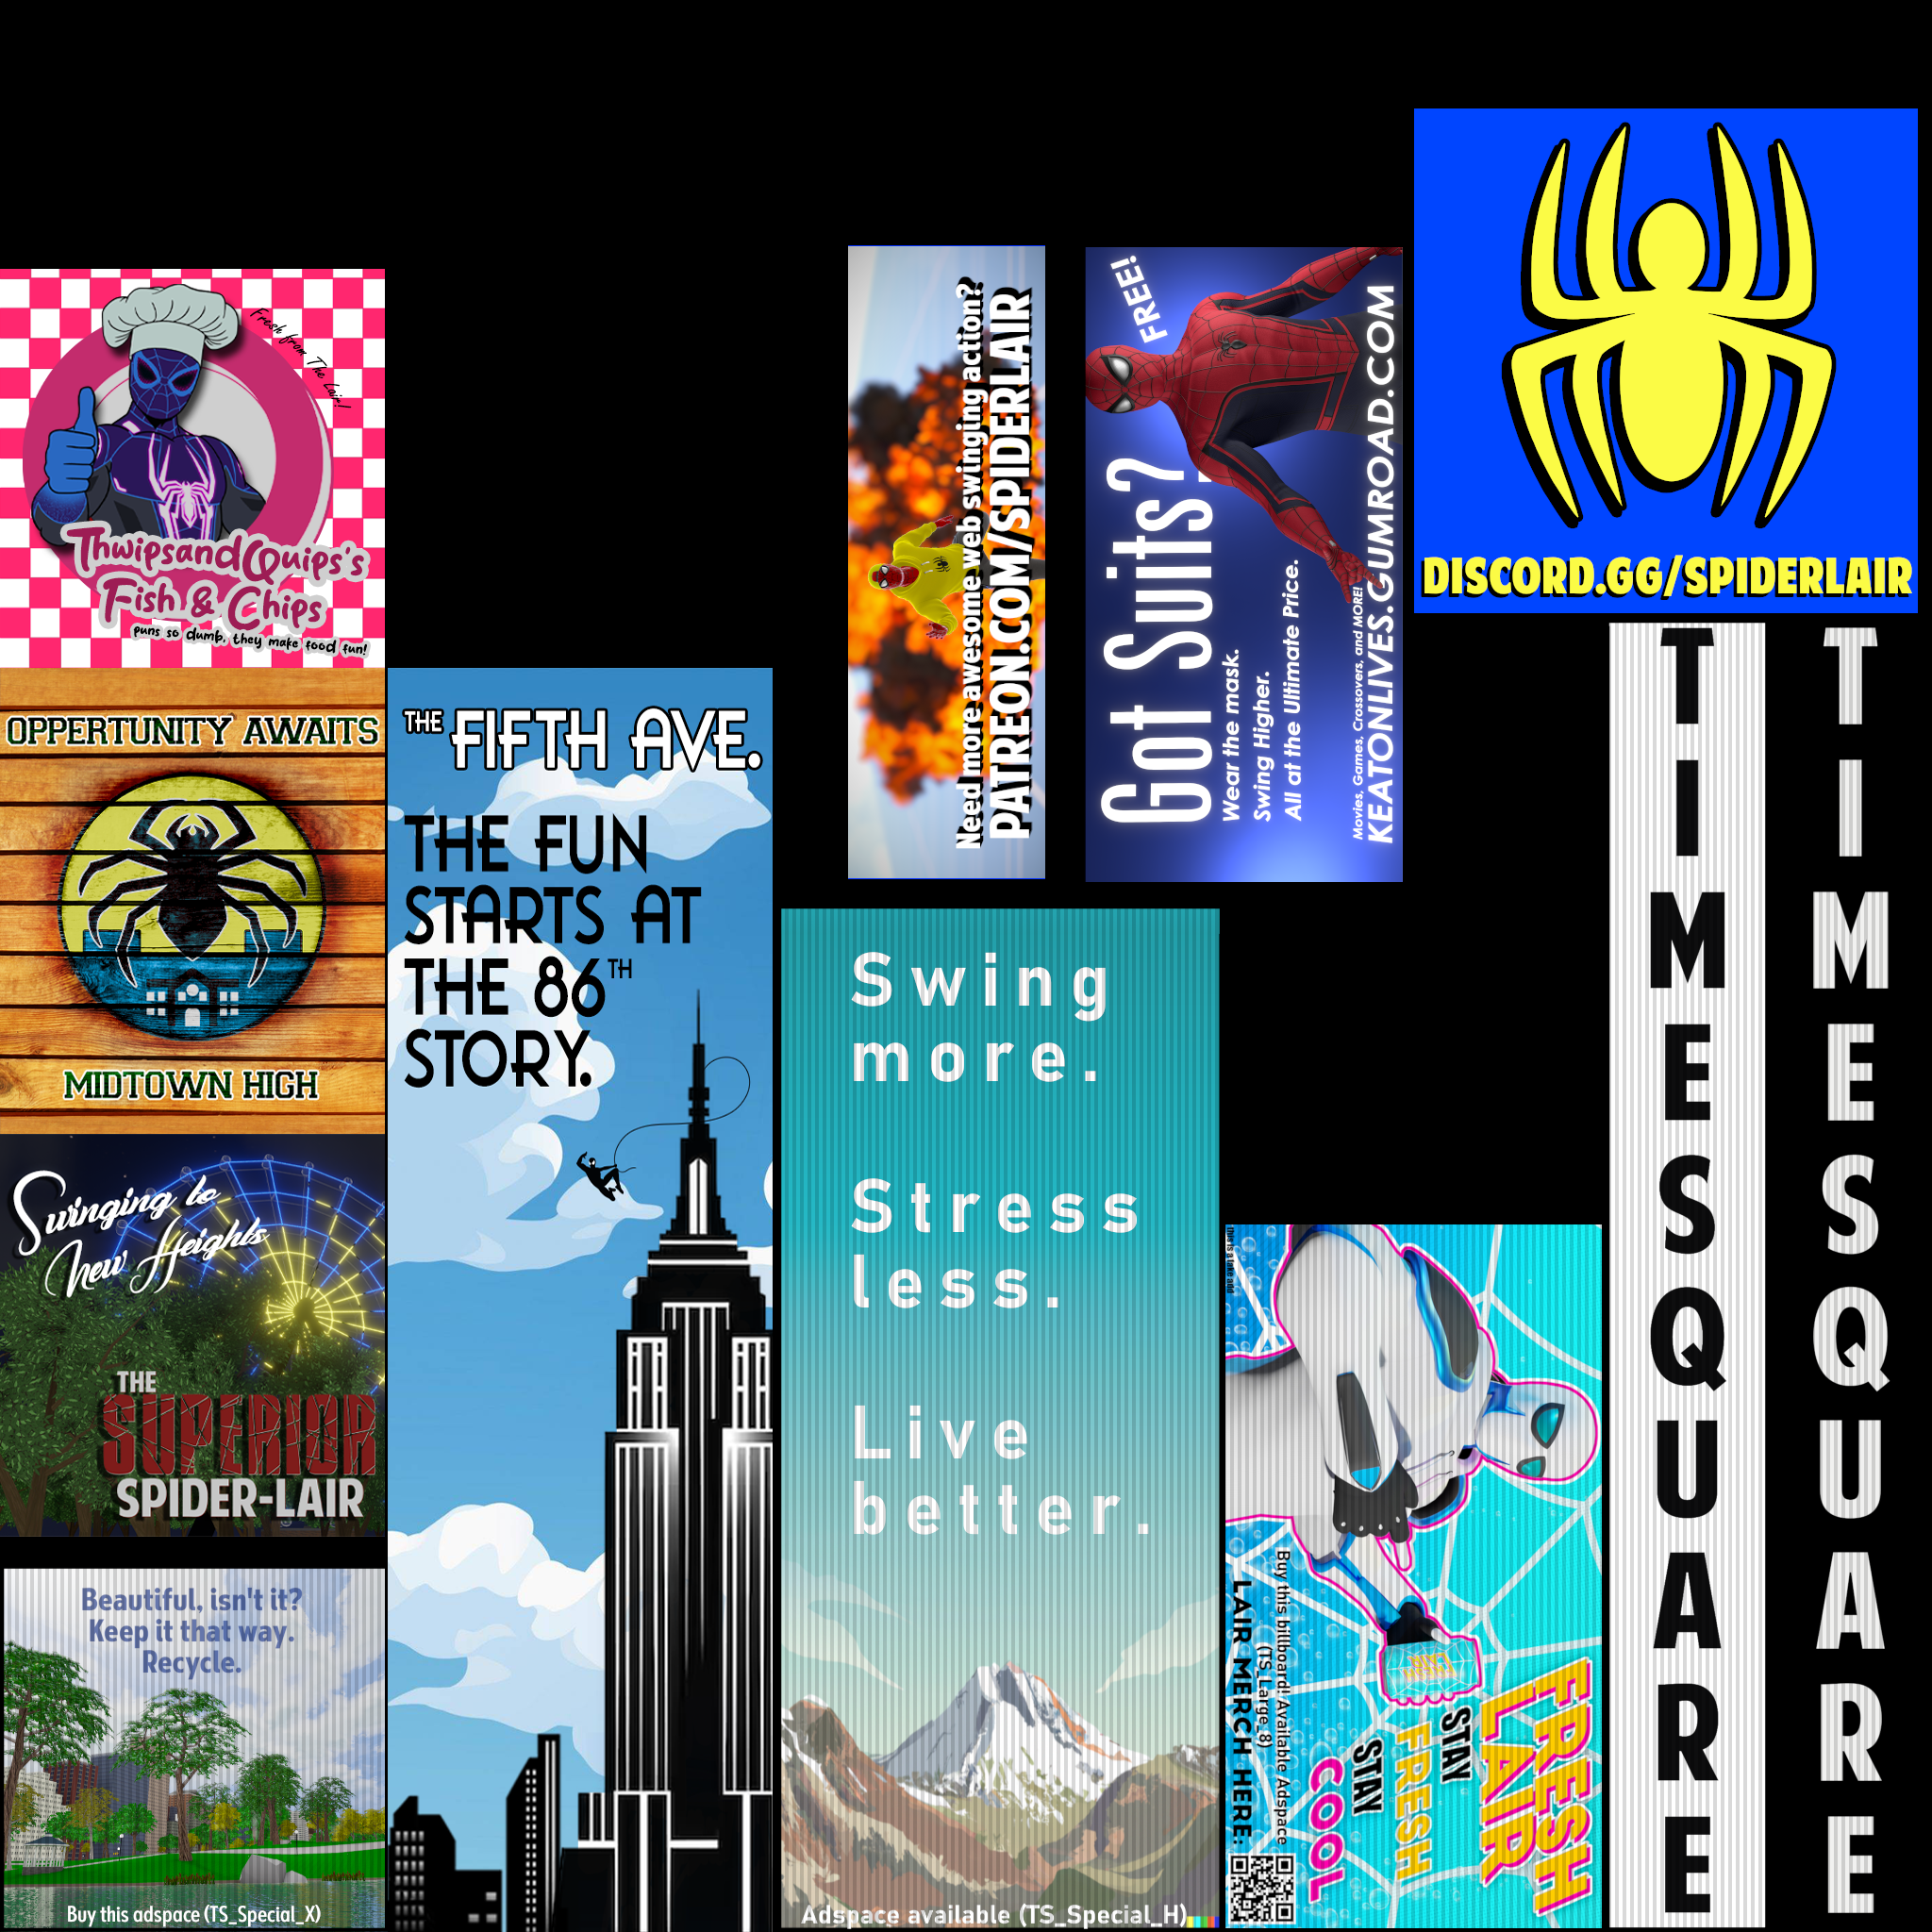 Fresh from The Lair!
ThwipsandQuips's
Fish & Chips
puns so dumb, they make food fun!
OPPERTUNITY AWAITS
MIDTOWN HIGH
Swinging to
New Heights
THE
SUPERIOR
SPIDER-LAIR
Beautiful, isn't it?
Keep it that way.
Recycle.
Buy this adspace (TS_Special_X)
THE FIFTH AVE.
THE FUN
STARTS AT
THE 86TH
STORY.
Need more awesome web swinging action?
PATREON.COM/SPIDERLAIR
FREE!
Got Suits?
Wear the mask.
Swing Higher.
All at the Ultimate Price.
Movies, Games, Crossovers, and MORE!
KEATONLIVES.GUMROAD.COM
DISCORD.GG/SPIDERLAIR
Swing
more.
Stress
less.
Live
better.
Adspace available (TS_Special_H)
FRESH
LAIR
STAY
FRESH
STAY
COOL
FRESH
LAIR
Buy this billboard! Available Adspace
(TS_Large_8)
LAIR MERCH HERE:
TIMESQUARE
TIMESQUARE